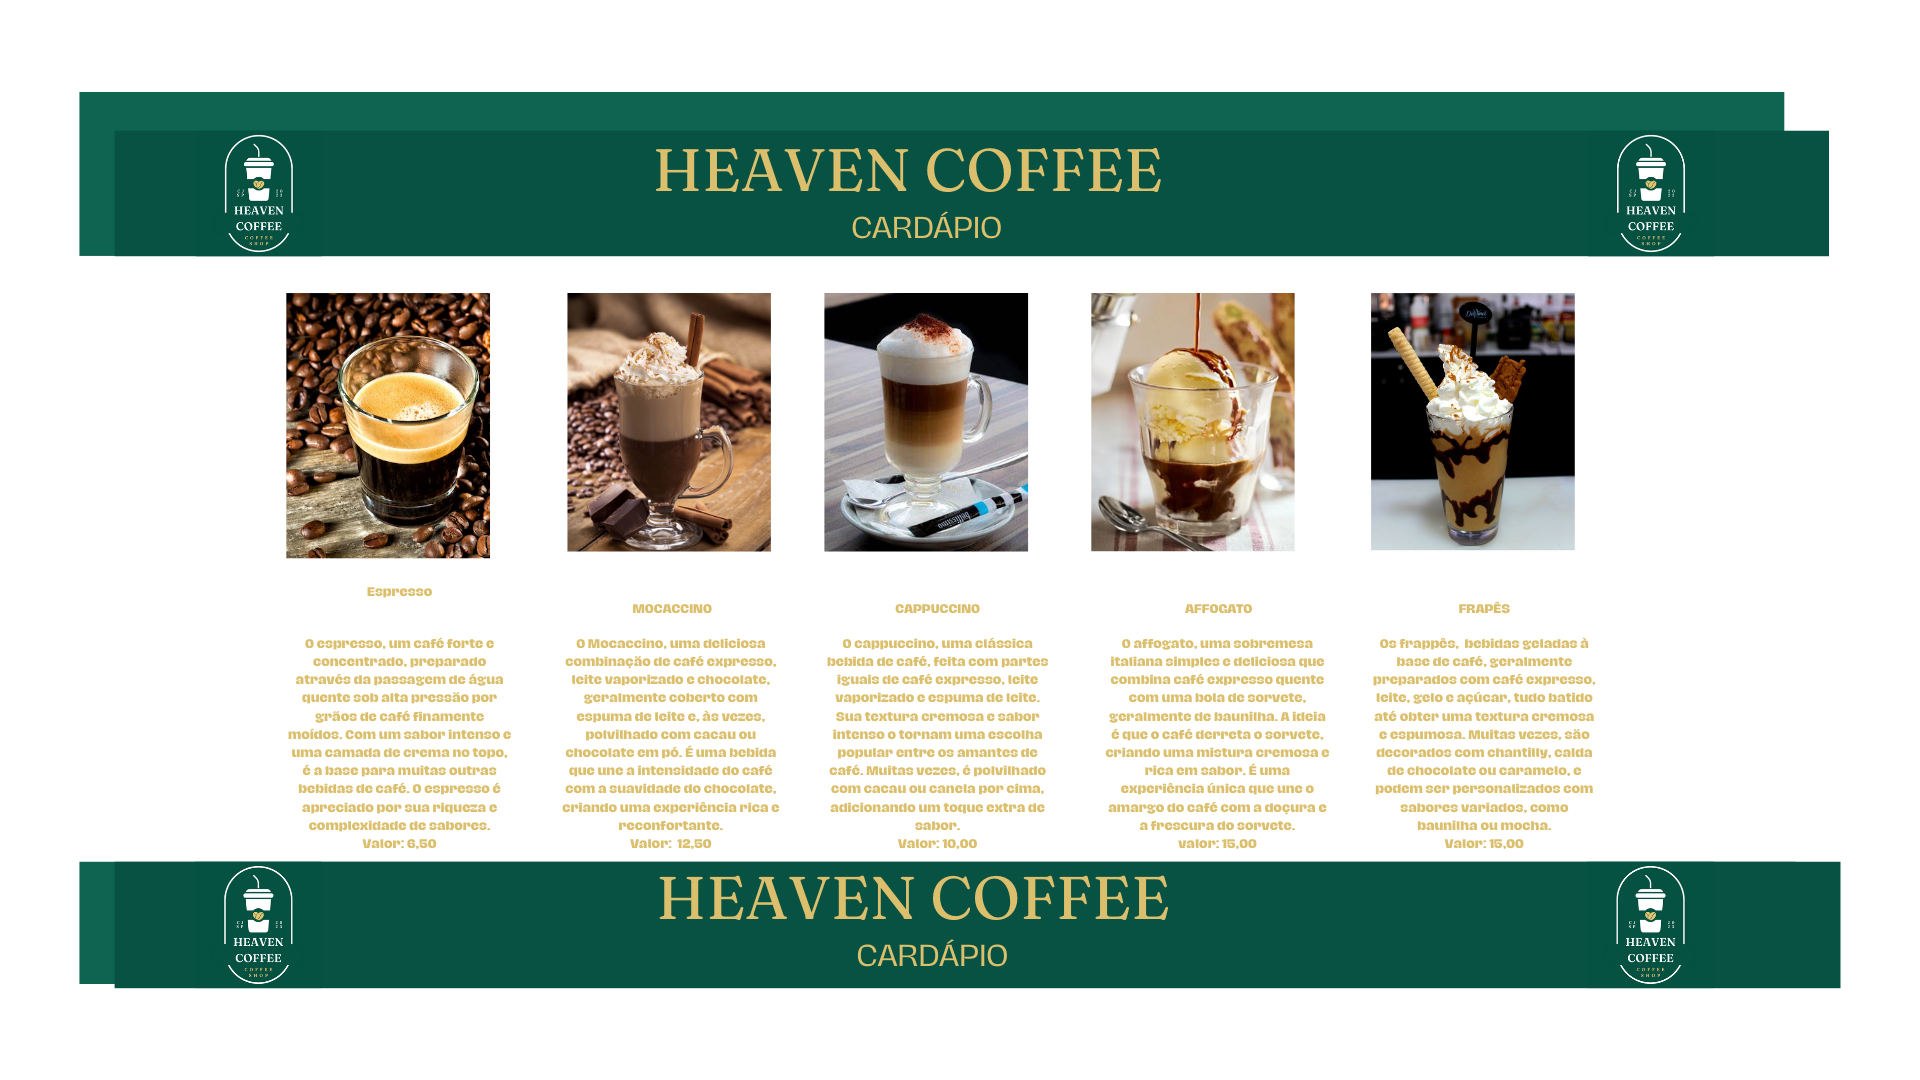 HEAVEN COFFEE
CARDÁPIO
HEAVEN
COFFEE
COFFEE
SHOP
HEAVEN
COFFEE
COFFEE
SHOP
DaVinci
Espresso
O espresso, um café forte e
concentrado, preparado
através da passagem de água
quente sob alta pressão por
grãos de café finamente
moídos. Com um sabor intenso e
uma camada de crema no topo,
é a base para muitas outras
bebidas de café. O espresso é
apreciado por sua riqueza e
complexidade de sabores.
Valor: 6,50
MOCACCINO
O Mocaccino, uma deliciosa
combinação de café expresso,
leite vaporizado e chocolate,
geralmente coberto com
espuma de leite e, às vezes,
polvilhado com cacau ou
chocolate em pó. É uma bebida
que une a intensidade do café
com a suavidade do chocolate,
criando uma experiência rica e
reconfortante.
Valor: 12,50
CAPPUCCINO
O cappuccino, uma clássica
bebida de café, feita com partes
iguais de café expresso, leite
vaporizado e espuma de leite.
Sua textura cremosa e sabor
intenso o tornam uma escolha
popular entre os amantes de
café. Muitas vezes, é polvilhado
com cacau ou canela por cima,
adicionando um toque extra de
sabor.
Valor: 10,00
AFFOGATO
O affogato, uma sobremesa
italiana simples e deliciosa que
combina café expresso quente
com uma bola de sorvete,
geralmente de baunilha. A ideia
é que o café derreta o sorvete,
criando uma mistura cremosa e
rica em sabor. É uma
experiência única que une o
amargo do café com a doçura e
a frescura do sorvete.
valor: 15,00
FRAPÊS
Os frappês, bebidas geladas à
base de café, geralmente
preparados com café expresso,
leite, gelo e açúcar, tudo batido
até obter uma textura cremosa
e espumosa. Muitas vezes, são
decorados com chantilly, calda
de chocolate ou caramelo, e
podem ser personalizados com
sabores variados, como
baunilha ou mocha.
Valor: 15,00
HEAVEN COFFEE
CARDÁPIO
HEAVEN
COFFEE
COFFEE
SHOP
HEAVEN
COFFEE
COFFEE
SHOP